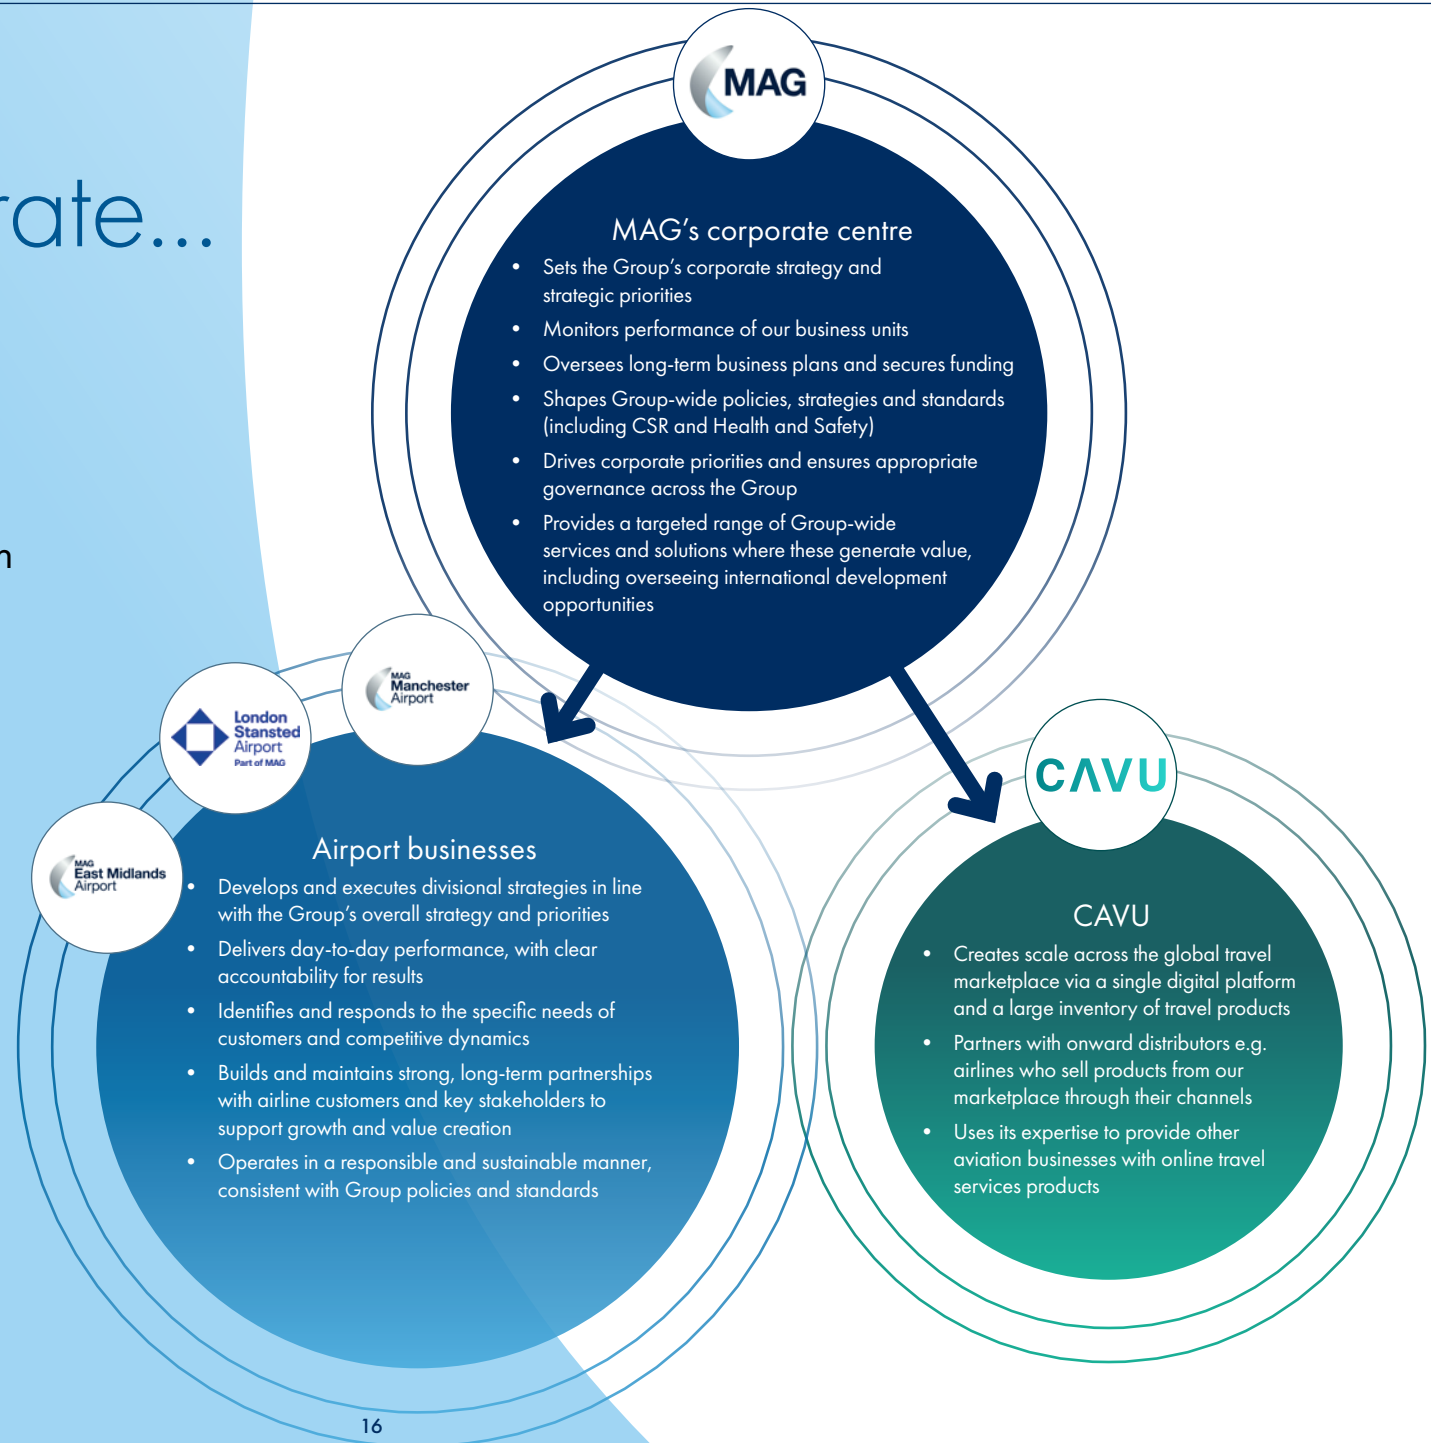 MAG
rate...
MAG’s corporate centre
• Sets the Group’s corporate strategy and
strategic priorities
• Monitors performance of our business units
• Oversees long-term business plans and secures funding
• Shapes Group-wide policies, strategies and standards
(including CSR and Health and Safety)
• Drives corporate priorities and ensures appropriate
governance across the Group
• Provides a targeted range of Group-wide
services and solutions where these generate value,
including overseeing international development
opportunities
n
MAG
Manchester
Airport
London
Stansted
Airport
Part of MAG
MAG
East Midlands
Airport
Airport businesses
• Develops and executes divisional strategies in line
with the Group’s overall strategy and priorities
• Delivers day-to-day performance, with clear
accountability for results
• Identifies and responds to the specific needs of
customers and competitive dynamics
• Builds and maintains strong, long-term partnerships
with airline customers and key stakeholders to
support growth and value creation
• Operates in a responsible and sustainable manner,
consistent with Group policies and standards
CAVU
CAVU
• Creates scale across the global travel
marketplace via a single digital platform
and a large inventory of travel products
• Partners with onward distributors e.g.
airlines who sell products from our
marketplace through their channels
• Uses its expertise to provide other
aviation businesses with online travel
services products
16